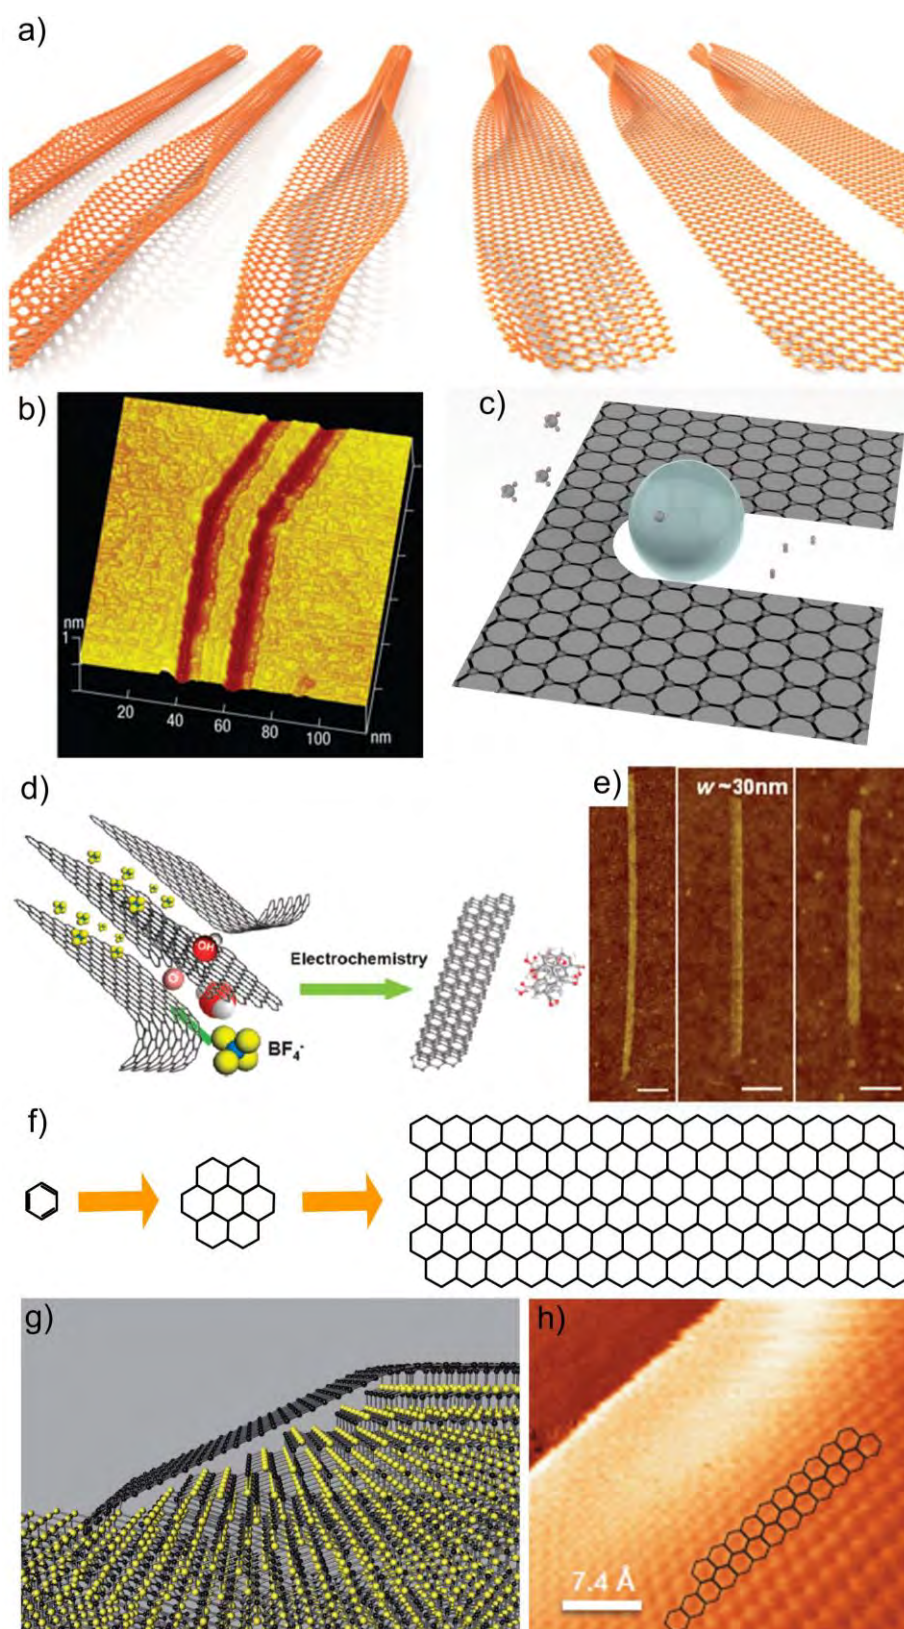 a)
b)
nm
1
20
40
60
80
100
nm
c)
d)
OH
O
Electrochemistry
BF₄⁻
e)
w ~30nm
f)
g)
h)
7.4 Å